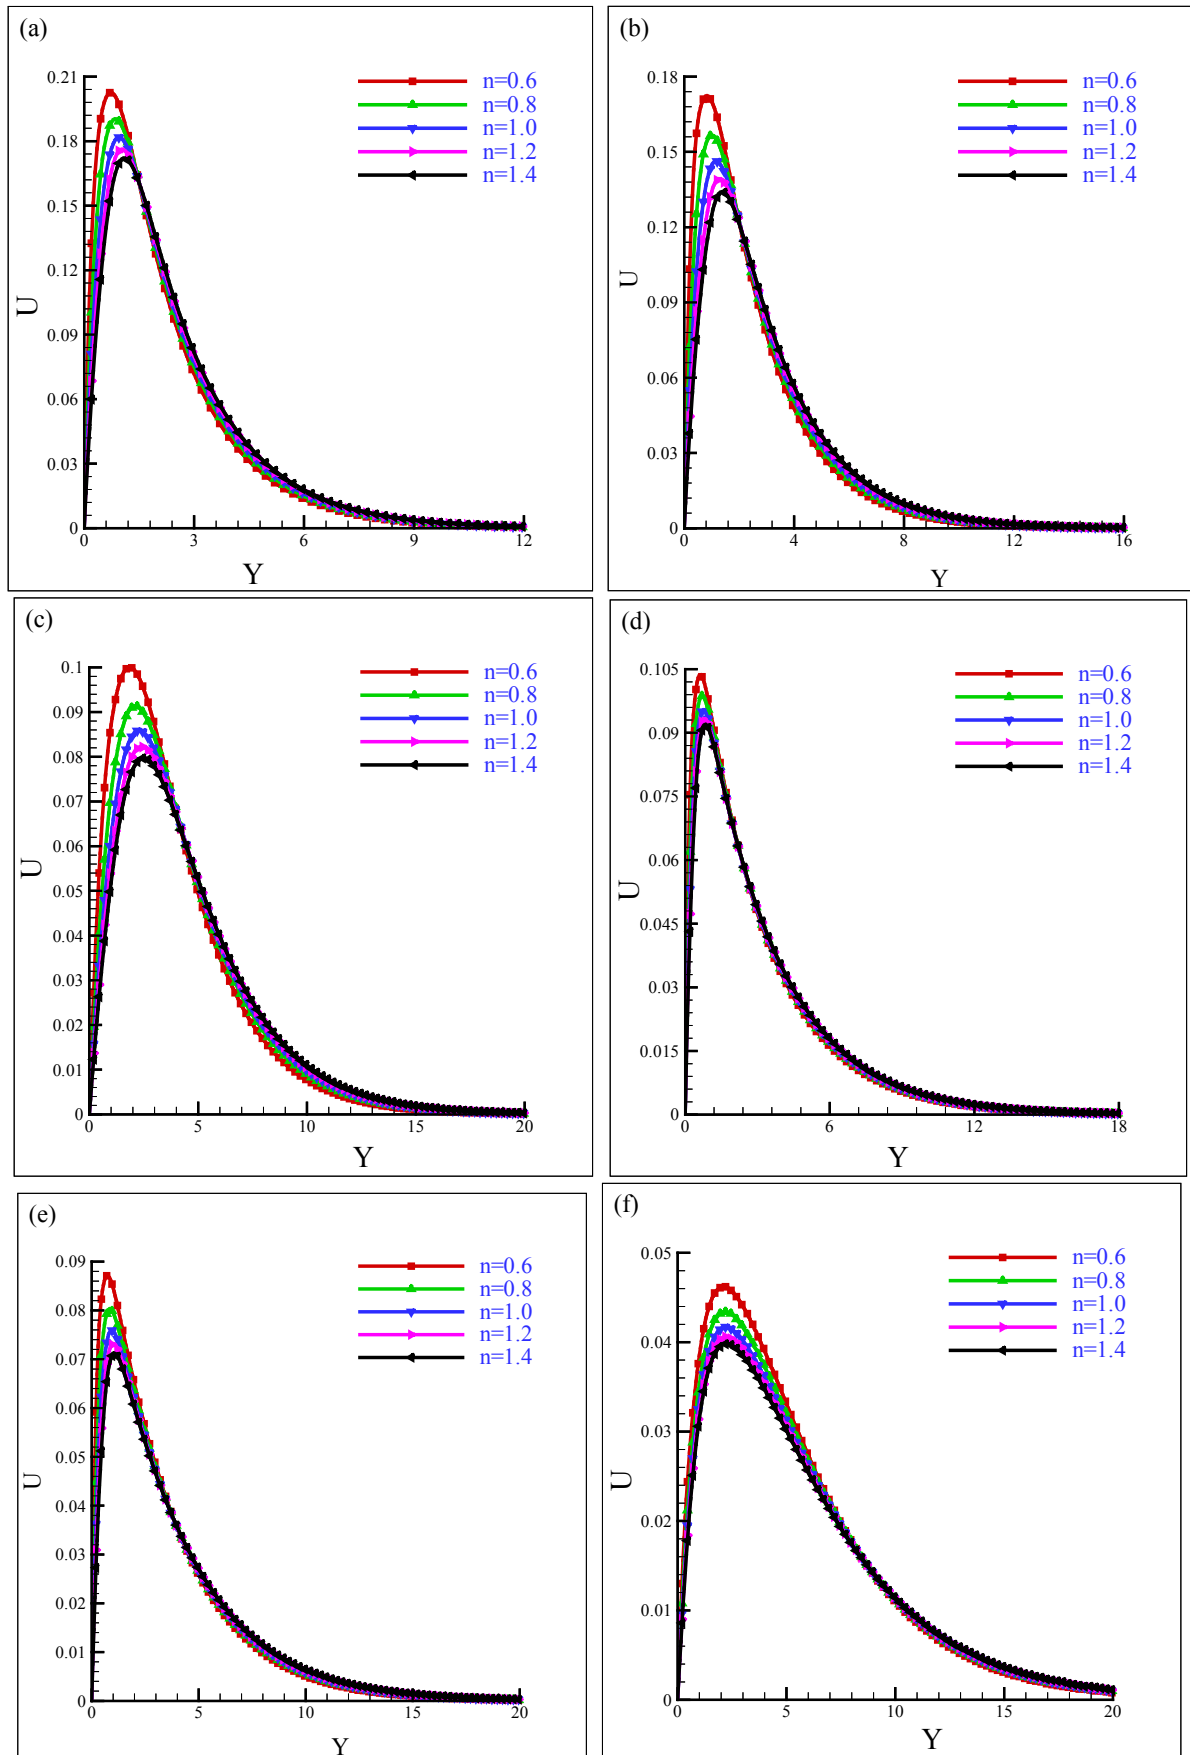 (a)
n=0.6
n=0.8
n=1.0
n=1.2
n=1.4
0.21
0.18
0.15
0.12
0.09
0.06
0.03
0
U
0 3 6 9 12
Y
(b)
n=0.6
n=0.8
n=1.0
n=1.2
n=1.4
0.18
0.15
0.12
0.09
0.06
0.03
0
U
0 4 8 12 16
Y
(c)
n=0.6
n=0.8
n=1.0
n=1.2
n=1.4
0.1
0.09
0.08
0.07
0.06
0.05
0.04
0.03
0.02
0.01
0
U
0 5 10 15 20
Y
(d)
n=0.6
n=0.8
n=1.0
n=1.2
n=1.4
0.105
0.09
0.075
0.06
0.045
0.03
0.015
0
U
0 6 12 18
Y
(e)
n=0.6
n=0.8
n=1.0
n=1.2
n=1.4
0.09
0.08
0.07
0.06
0.05
0.04
0.03
0.02
0.01
0
U
0 5 10 15 20
Y
(f)
n=0.6
n=0.8
n=1.0
n=1.2
n=1.4
0.05
0.04
0.03
0.02
0.01
0
U
0 5 10 15 20
Y